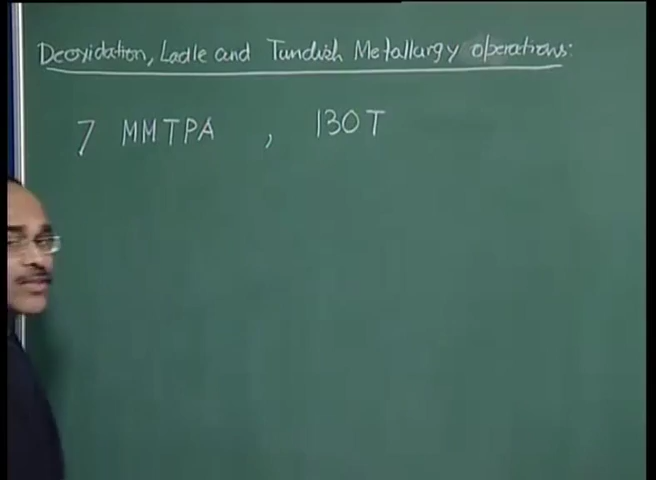 Deoxidation, Ladle and Tundish Metallurgy operations:
7 MMTPA , 130T